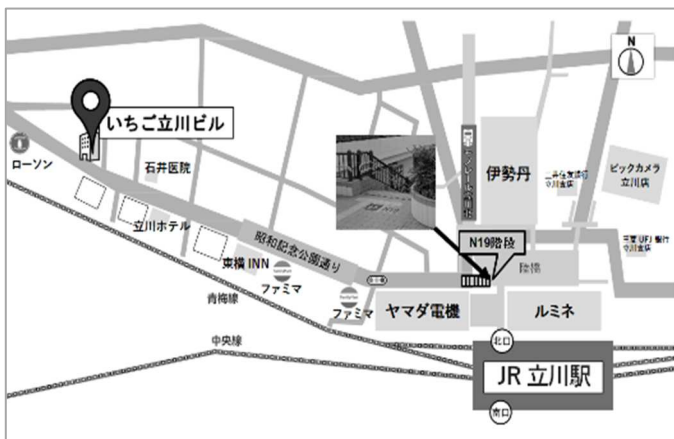 N
いちご立川ビル
ローソン
石井医院
立川ホテル
昭和記念公園通り
東横INN
ファミマ
ファミマ
青梅線
中央線
伊勢丹
ビックカメラ
立川店
N19階段
ヤマダ電機
ルミネ
北口
JR 立川駅
南口